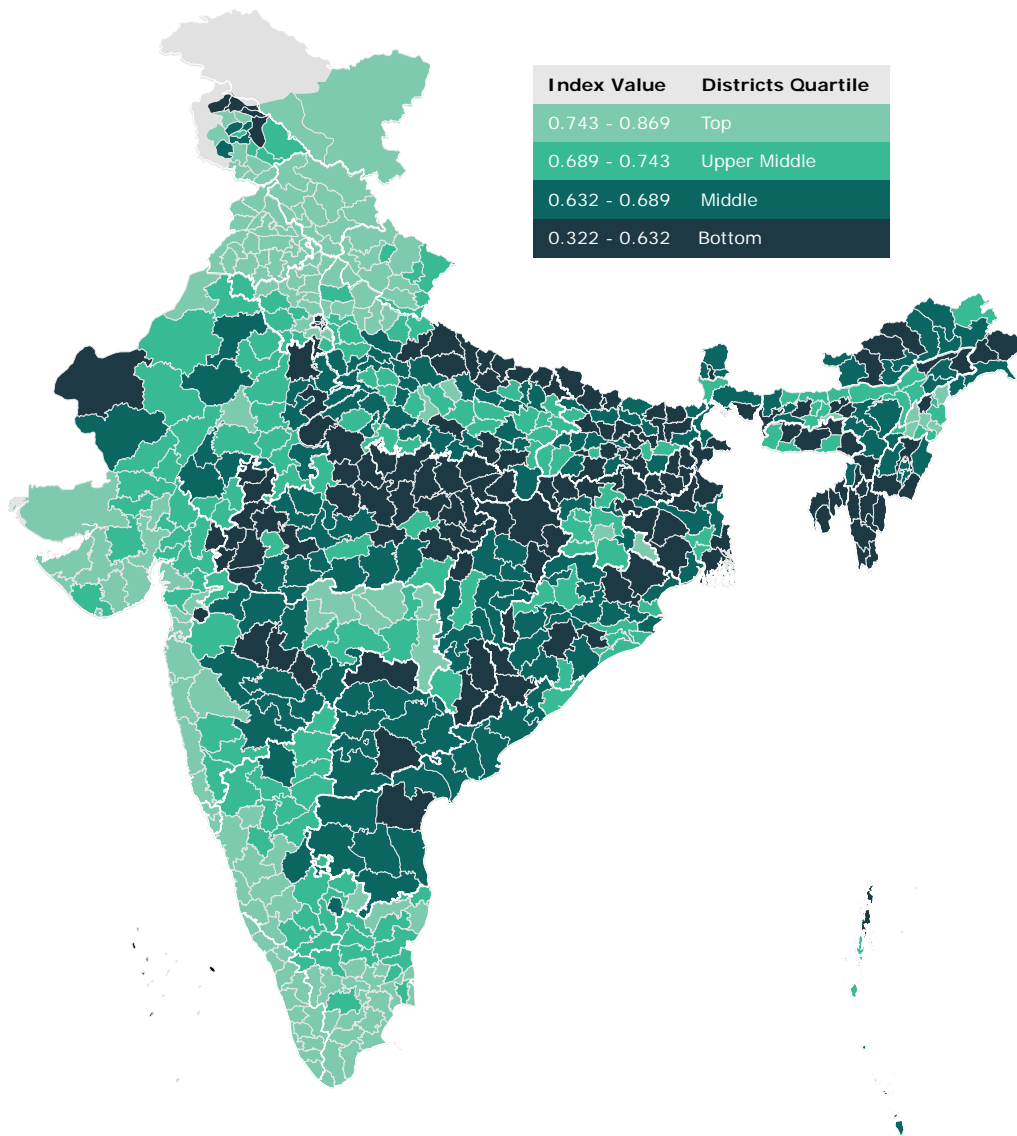 Index Value Districts Quartile
0.743 - 0.869 Top
0.689 - 0.743 Upper Middle
0.632 - 0.689 Middle
0.322 - 0.632 Bottom